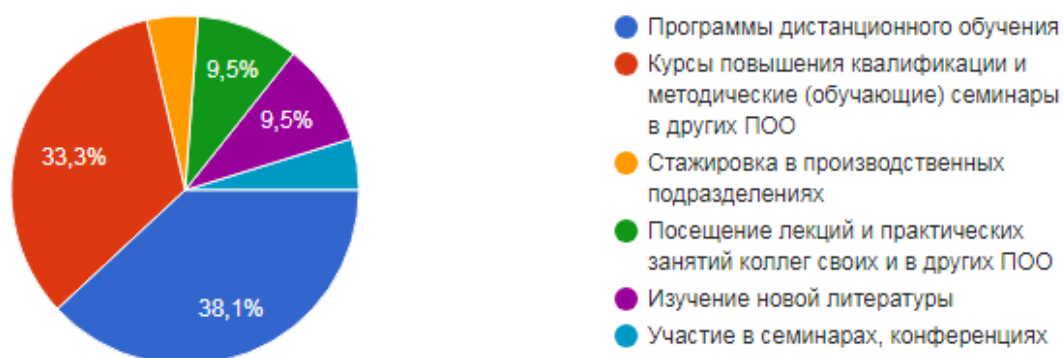 9,5%
9,5%
33,3%
38,1%
Программы дистанционного обучения
Курсы повышения квалификации и
методические (обучающие) семинары
в других ПОО
Стажировка в производственных
подразделениях
Посещение лекций и практических
занятий коллег своих и в других ПОО
Изучение новой литературы
Участие в семинарах, конференциях